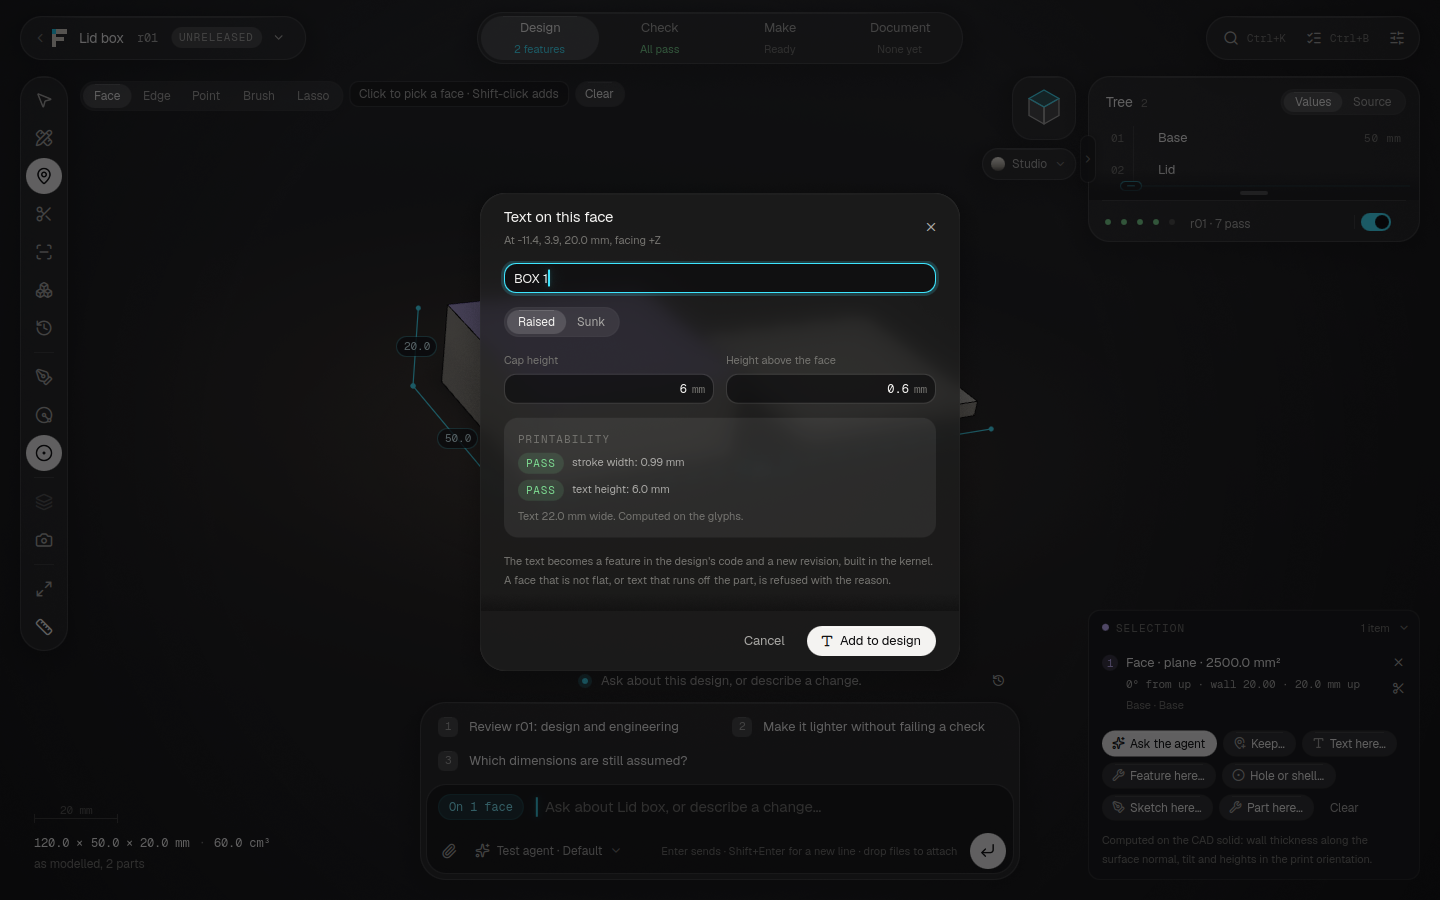 Lid box r01 UNRELEASED
Design
2 features
Check
All pass
Make
Ready
Document
None yet
Ctrl+K
Ctrl+B
Face Edge Point Brush Lasso
Click to pick a face · Shift-click adds
Clear
Studio
Tree 2
Values Source
01 Base 50 mm
02 Lid
r01 · 7 pass
20.0
50.0
Text on this face
At -11.4, 3.9, 20.0 mm, facing +Z
BOX 1
Raised Sunk
Cap height
6 mm
Height above the face
0.6 mm
PRINTABILITY
PASS stroke width: 0.99 mm
PASS text height: 6.0 mm
Text 22.0 mm wide. Computed on the glyphs.
The text becomes a feature in the design's code and a new revision, built in the kernel.
A face that is not flat, or text that runs off the part, is refused with the reason.
Cancel
Add to design
Ask about this design, or describe a change.
1 Review r01: design and engineering
2 Make it lighter without failing a check
3 Which dimensions are still assumed?
On 1 face
Ask about Lid box, or describe a change...
Test agent · Default
Enter sends · Shift+Enter for a new line · drop files to attach
20 mm
120.0 × 50.0 × 20.0 mm · 60.0 cm³
as modelled, 2 parts
SELECTION 1 item
1 Face · plane · 2500.0 mm²
0° from up · wall 20.00 · 20.0 mm up
Base · Base
Ask the agent
Keep...
Text here...
Feature here...
Hole or shell...
Sketch here...
Part here...
Clear
Computed on the CAD solid: wall thickness along the
surface normal, tilt and heights in the print orientation.